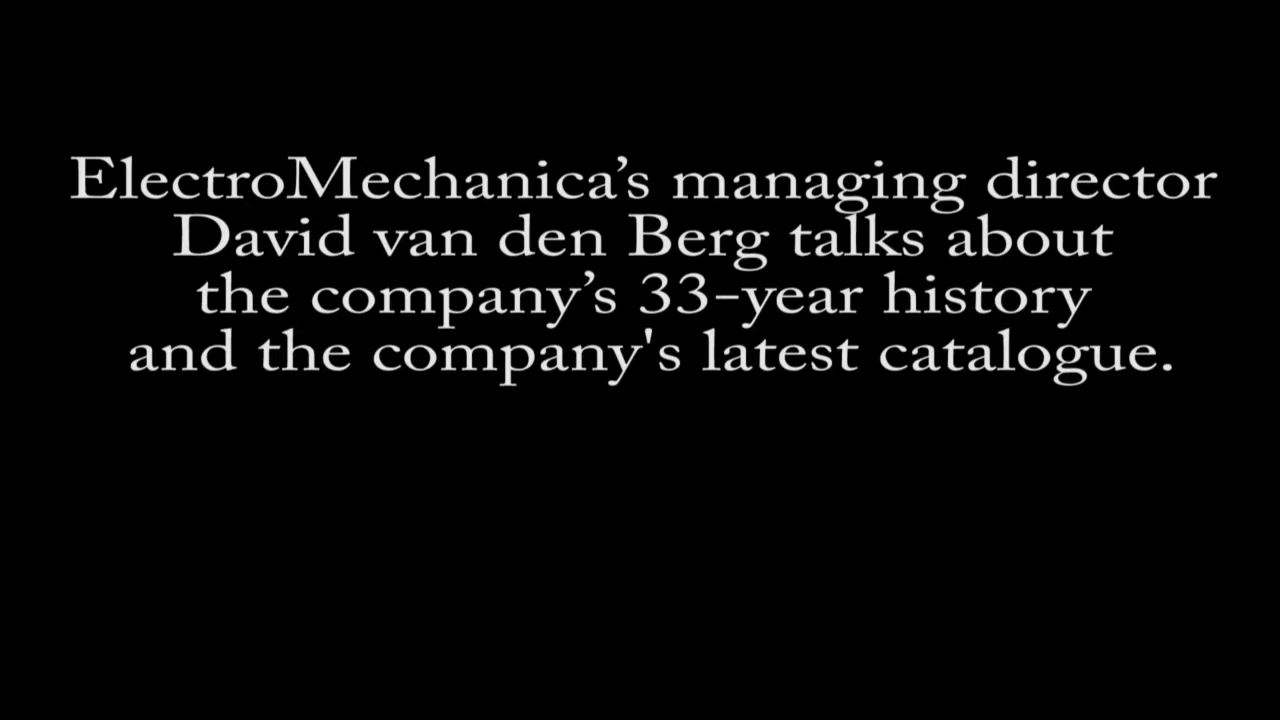 ElectroMechanica’s managing director
David van den Berg talks about
the company’s 33-year history
and the company's latest catalogue.